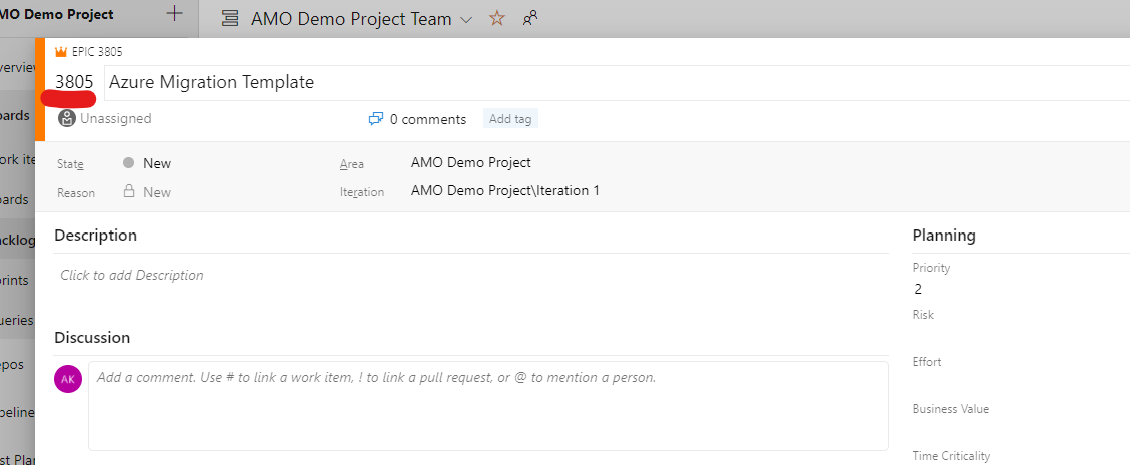 MO Demo Project
AMO Demo Project Team
EPIC 3805
3805 Azure Migration Template
Unassigned
0 comments
Add tag
State
New
Area
AMO Demo Project
Reason
New
Iteration
AMO Demo Project\Iteration 1
Description
Click to add Description
Discussion
AK
Add a comment. Use # to link a work item, ! to link a pull request, or @ to mention a person.
Planning
Priority
2
Risk
Effort
Business Value
Time Criticality
verview
oards
ork ite
oards
acklog
prints
ueries
epos
ipeline
st Plan